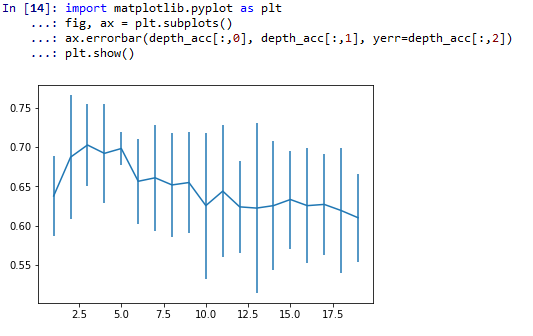 In [14]: import matplotlib.pyplot as plt
...: fig, ax = plt.subplots()
...: ax.errorbar(depth_acc[:,0], depth_acc[:,1], yerr=depth_acc[:,2])
...: plt.show()
0.75
0.70
0.65
0.60
0.55
2.5 5.0 7.5 10.0 12.5 15.0 17.5